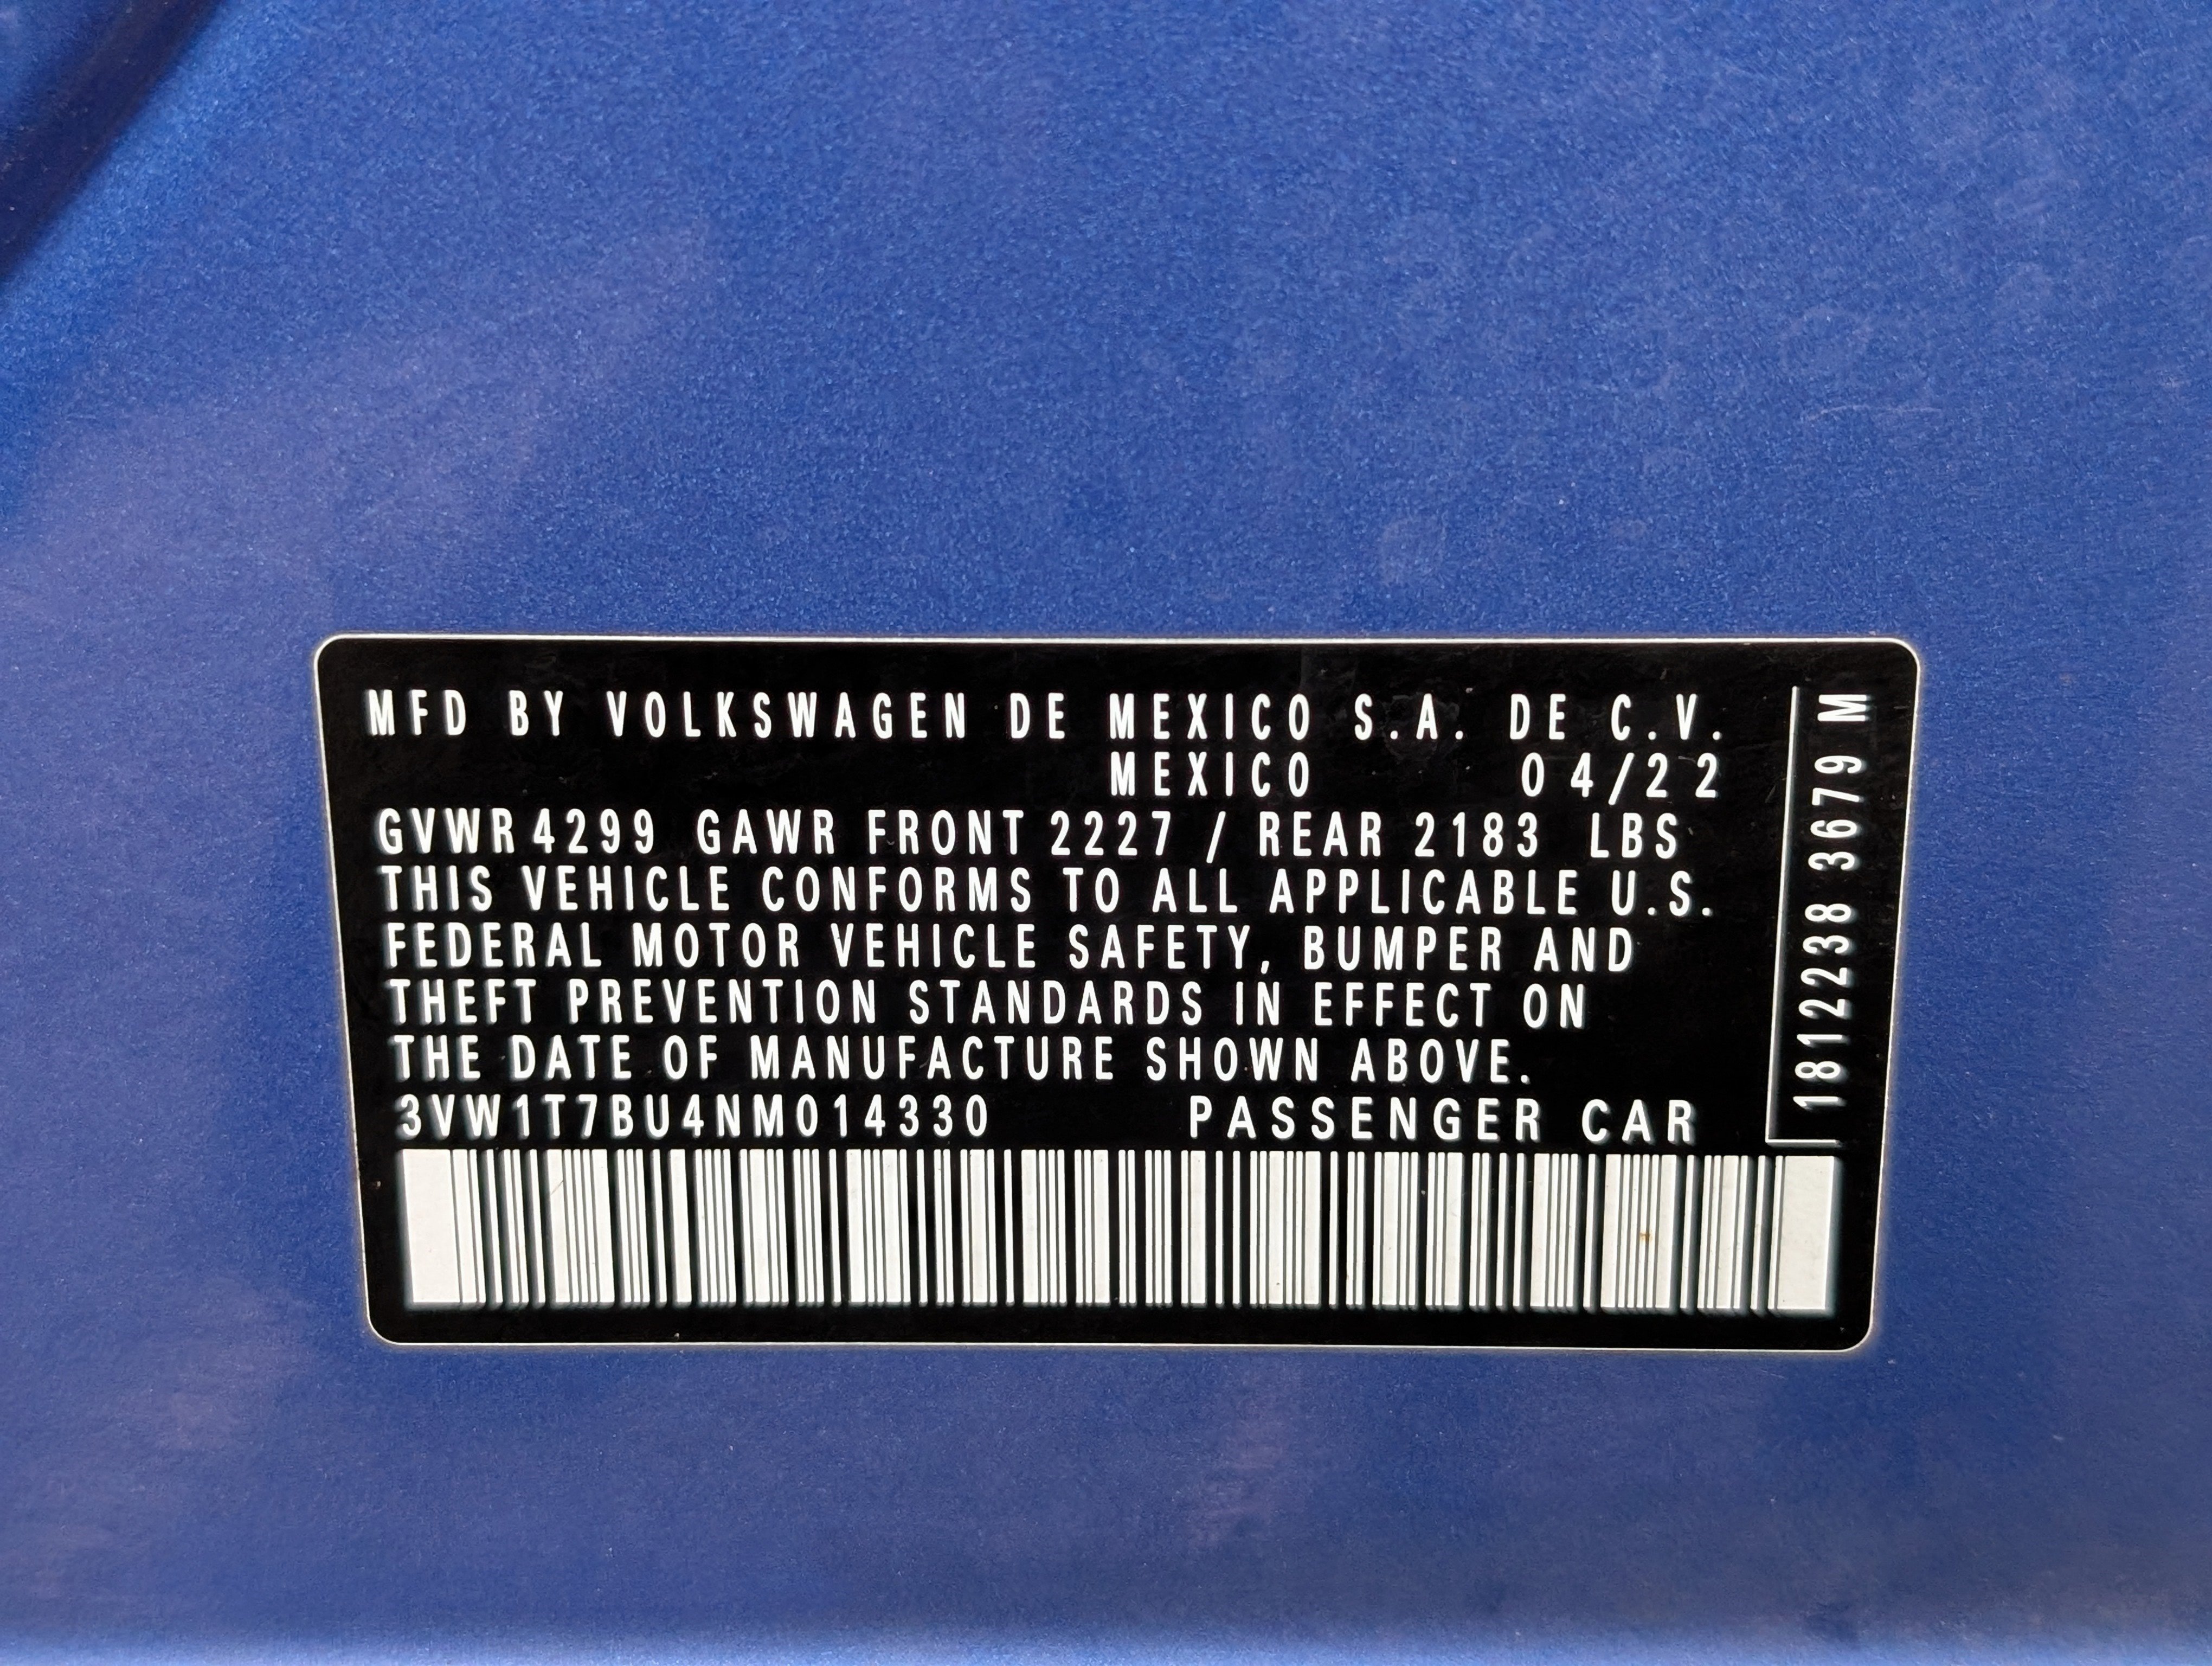 MFD BY VOLKSWAGEN DE MEXICO S.A. DE C.V.
MEXICO 04/22
GVWR 4299 GAWR FRONT 2227 / REAR 2183 LBS
THIS VEHICLE CONFORMS TO ALL APPLICABLE U.S.
FEDERAL MOTOR VEHICLE SAFETY, BUMPER AND
THEFT PREVENTION STANDARDS IN EFFECT ON
THE DATE OF MANUFACTURE SHOWN ABOVE.
3VW1T7BU4NM014330 PASSENGER CAR
1812238 3679 M